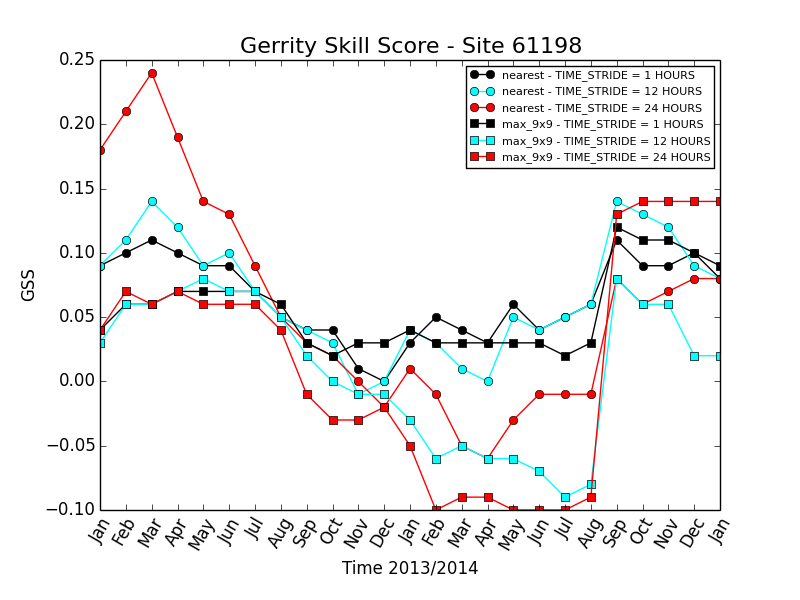 Gerrity Skill Score - Site 61198
nearest - TIME_STRIDE = 1 HOURS
nearest - TIME_STRIDE = 12 HOURS
nearest - TIME_STRIDE = 24 HOURS
max_9x9 - TIME_STRIDE = 1 HOURS
max_9x9 - TIME_STRIDE = 12 HOURS
max_9x9 - TIME_STRIDE = 24 HOURS
GSS
0.25
0.20
0.15
0.10
0.05
0.00
−0.05
−0.10
Jan Feb Mar Apr May Jun Jul Aug Sep Oct Nov Dec Jan Feb Mar Apr May Jun Jul Aug Sep Oct Nov Dec Jan
Time 2013/2014